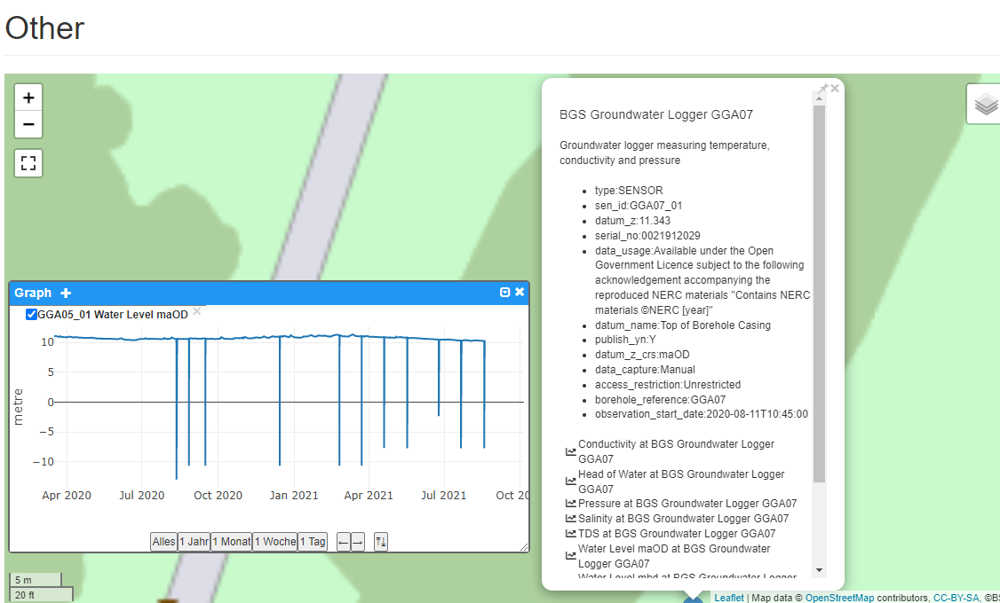 Other
+
−
BGS Groundwater Logger GGA07
Groundwater logger measuring temperature,
conductivity and pressure
type:SENSOR
sen_id:GGA07_01
datum_z:11.343
serial_no:0021912029
data_usage:Available under the Open
Government Licence subject to the following
acknowledgement accompanying the
reproduced NERC materials "Contains NERC
materials ©NERC [year]"
datum_name:Top of Borehole Casing
publish_yn:Y
datum_z_crs:maOD
data_capture:Manual
access_restriction:Unrestricted
borehole_reference:GGA07
observation_start_date:2020-08-11T10:45:00
Conductivity at BGS Groundwater Logger
GGA07
Head of Water at BGS Groundwater Logger
GGA07
Pressure at BGS Groundwater Logger GGA07
Salinity at BGS Groundwater Logger GGA07
TDS at BGS Groundwater Logger GGA07
Water Level maOD at BGS Groundwater
Logger GGA07
Water Level mbd at BGS Groundwater Logger
Graph +
GGA05_01 Water Level maOD
metre
10
5
0
−5
−10
Apr 2020 Jul 2020 Oct 2020 Jan 2021 Apr 2021 Jul 2021 Oct 20
Alles 1 Jahr 1 Monat 1 Woche 1 Tag ← →
5 m
20 ft
Leaflet | Map data © OpenStreetMap contributors, CC-BY-SA, ©BS